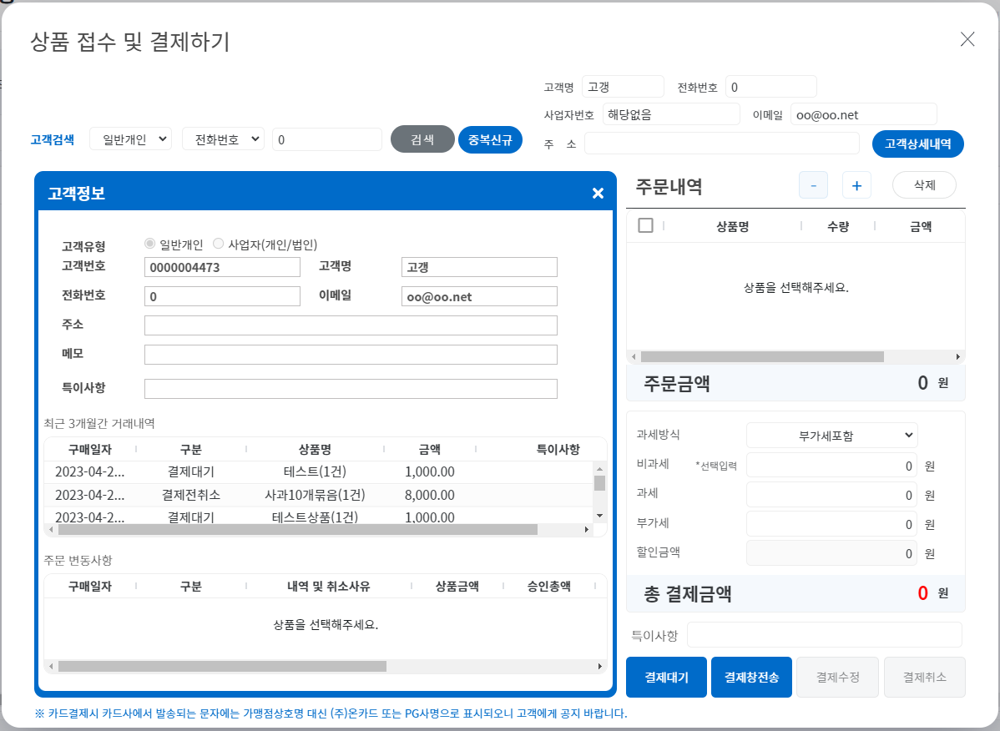 상품 접수 및 결제하기
고객명 고갱 전화번호 0
사업자번호 해당없음 이메일 oo@oo.net
고객검색 일반개인 전화번호 0 검색 중복신규
주 소 고객상세내역
고객정보
고객유형 일반개인 사업자(개인/법인)
고객번호 0000004473 고객명 고갱
전화번호 0 이메일 oo@oo.net
주소
메모
특이사항
최근 3개월간 거래내역
구매일자 구분 상품명 금액 특이사항
2023-04-2... 결제대기 테스트(1건) 1,000.00
2023-04-2... 결제전취소 사과10개묶음(1건) 8,000.00
2023-04-2... 결제대기 테스트상품(1건) 1,000.00
주문 변동사항
구매일자 구분 내역 및 취소사유 상품금액 승인총액
상품을 선택해주세요.
주문내역 - + 삭제
상품명 수량 금액
상품을 선택해주세요.
주문금액 0 원
과세방식 부가세포함
비과세 *선택입력 0 원
과세 0 원
부가세 0 원
할인금액 0 원
총 결제금액 0 원
특이사항
결제대기 결제창전송 결제수정 결제취소
※ 카드결제시 카드사에서 발송되는 문자에는 가맹점상호명 대신 (주)온카드 또는 PG사명으로 표시되오니 고객에게 공지 바랍니다.